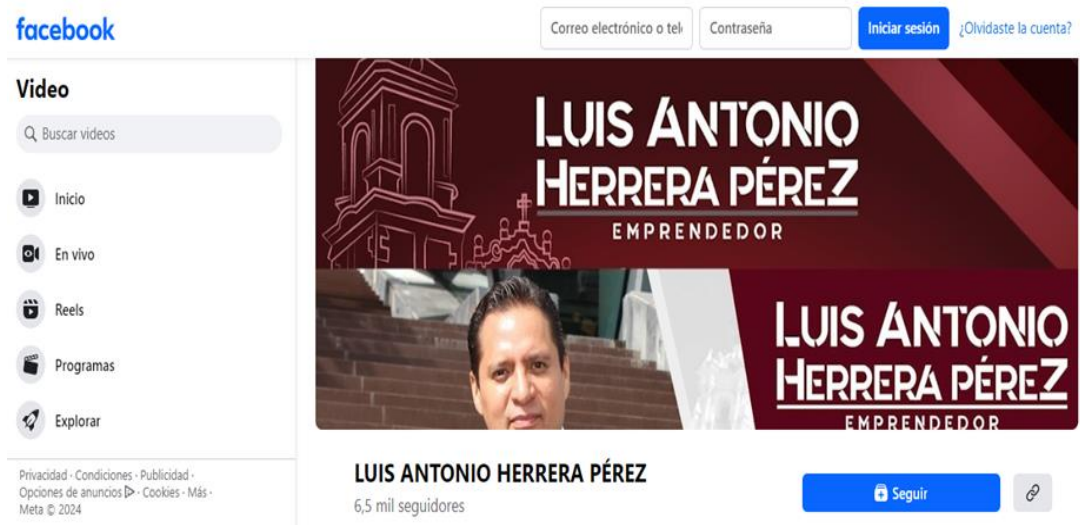 facebook
Correo electrónico o tel
Contraseña
Iniciar sesión
¿Olvidaste la cuenta?
Video
Buscar videos
Inicio
En vivo
Reels
Programas
Explorar
Privacidad · Condiciones · Publicidad ·
Opciones de anuncios · Cookies · Más ·
Meta © 2024
LUIS ANTONIO
HERRERA PÉREZ
EMPRENDEDOR
LUIS ANTONIO
HERRERA PÉREZ
EMPRENDEDOR
LUIS ANTONIO HERRERA PÉREZ
6,5 mil seguidores
Seguir